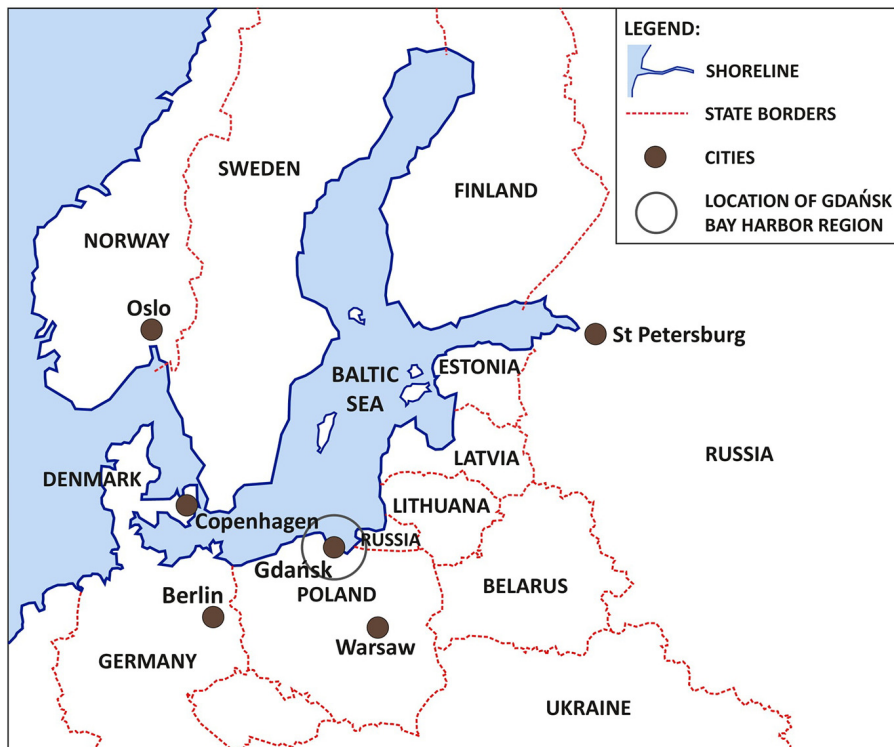 LEGEND:
SHORELINE
STATE BORDERS
CITIES
LOCATION OF GDAŃSK
BAY HARBOR REGION
SWEDEN
FINLAND
NORWAY
Oslo
St Petersburg
ESTONIA
BALTIC
SEA
RUSSIA
LATVIA
DENMARK
LITHUANA
Copenhagen
RUSSIA
Gdańsk
BELARUS
Berlin
POLAND
Warsaw
GERMANY
UKRAINE